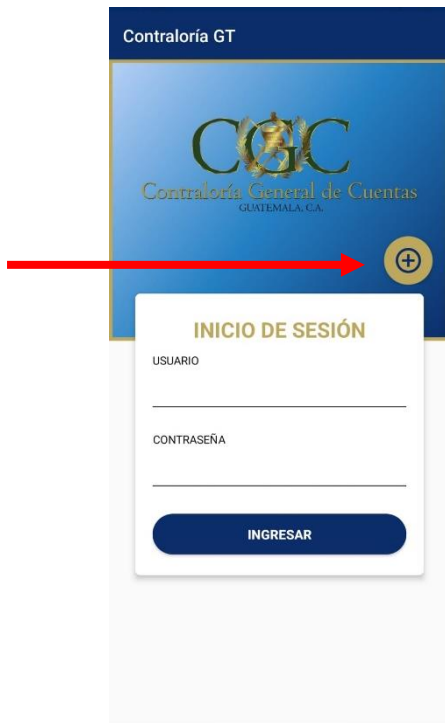 Contraloría GT
CGC
Contraloría General de Cuentas
GUATEMALA, C.A.
INICIO DE SESIÓN
USUARIO
CONTRASEÑA
INGRESAR